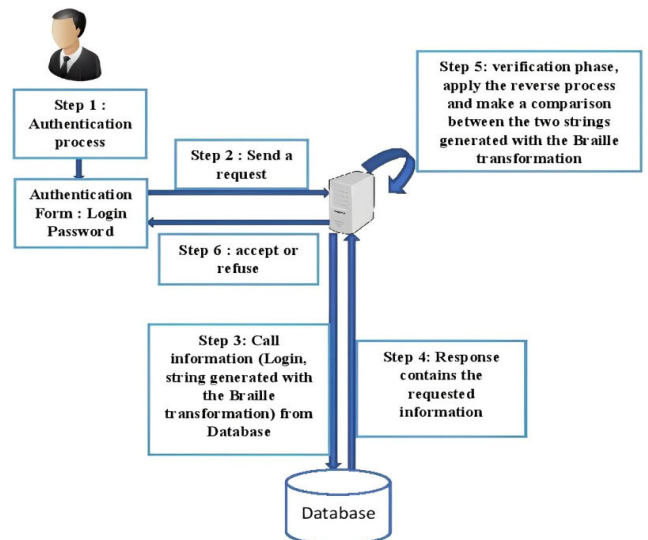 Step 1 :
Authentication
process
Authentication
Form : Login
Password
Step 2 : Send a
request
Step 6 : accept or
refuse
Step 5: verification phase,
apply the reverse process
and make a comparison
between the two strings
generated with the Braille
transformation
Step 3: Call
information (Login,
string generated with
the Braille
transformation) from
Database
Step 4: Response
contains the
requested
information
Database